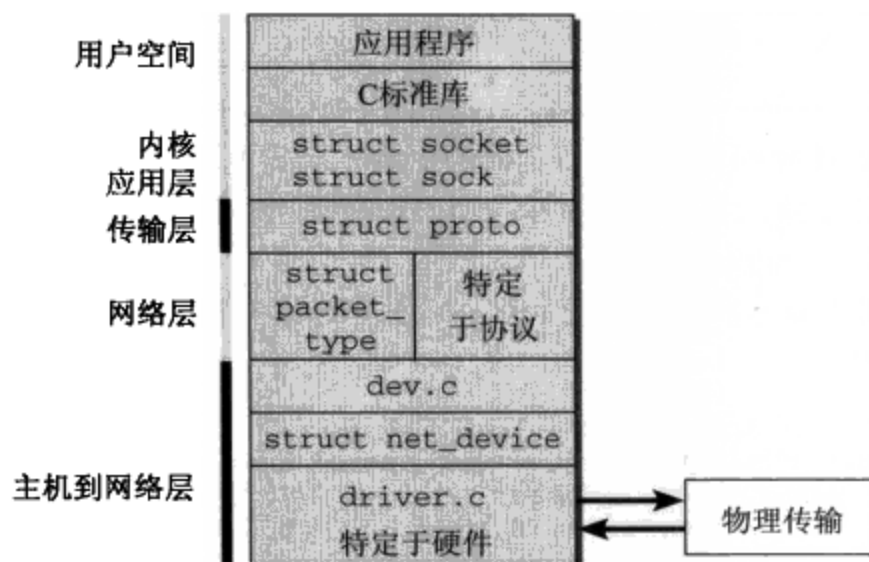 用户空间
应用程序
C标准库
内核
应用层
struct socket
struct sock
传输层
struct proto
网络层
struct
packet_
type
特定
于协议
dev.c
struct net_device
主机到网络层
driver.c
特定于硬件
物理传输